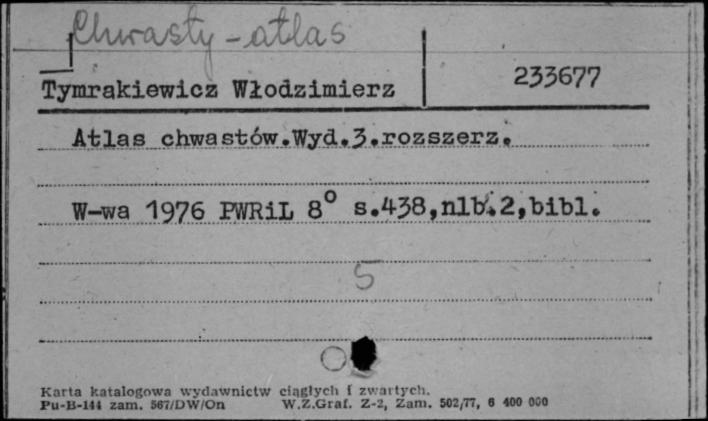 Chwasty - atlas
Tymrakiewicz Włodzimierz 233677
Atlas chwastów.Wyd.3.rozszerz.
W-wa 1976 PWRiL 8° s.438,nlb.2,bibl.
5
Karta katalogowa wydawnictw ciągłych i zwartych.
Pu-B-144 zam. 567/DW/On W.Z.Graf. Z-2, Zam. 502/77, 6 400 000